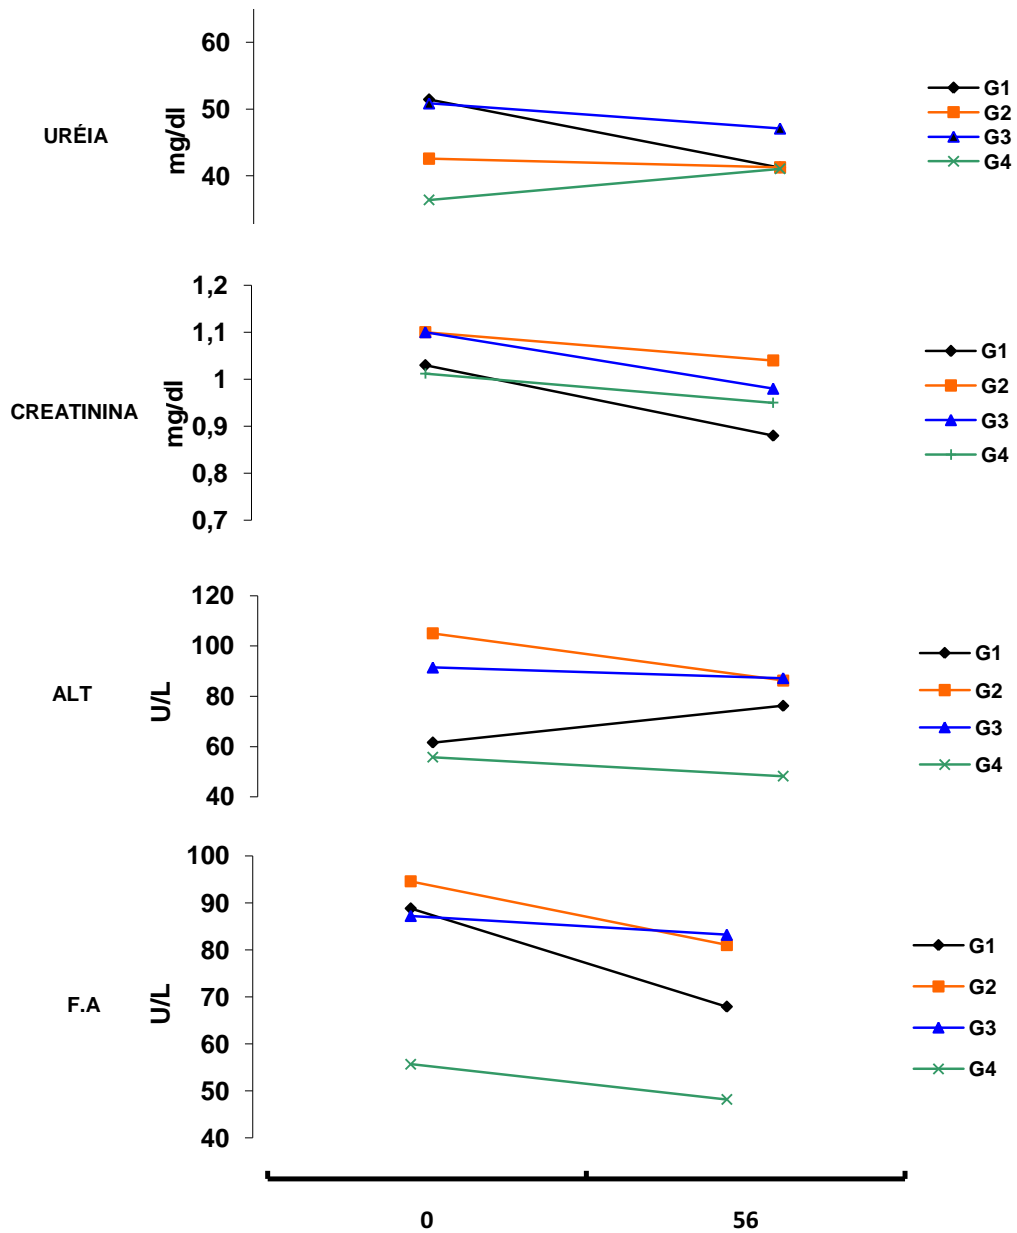 URÉIA
mg/dl
60
50
40
G1
G2
G3
G4
CREATININA
mg/dl
1,2
1,1
1
0,9
0,8
0,7
G1
G2
G3
G4
ALT
U/L
120
100
80
60
40
G1
G2
G3
G4
F.A
U/L
100
90
80
70
60
50
40
G1
G2
G3
G4
0 56